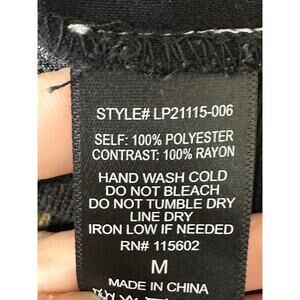 STYLE# LP21115-006
SELF: 100% POLYESTER
CONTRAST: 100% RAYON
HAND WASH COLD
DO NOT BLEACH
DO NOT TUMBLE DRY
LINE DRY
IRON LOW IF NEEDED
RN# 115602
M
MADE IN CHINA